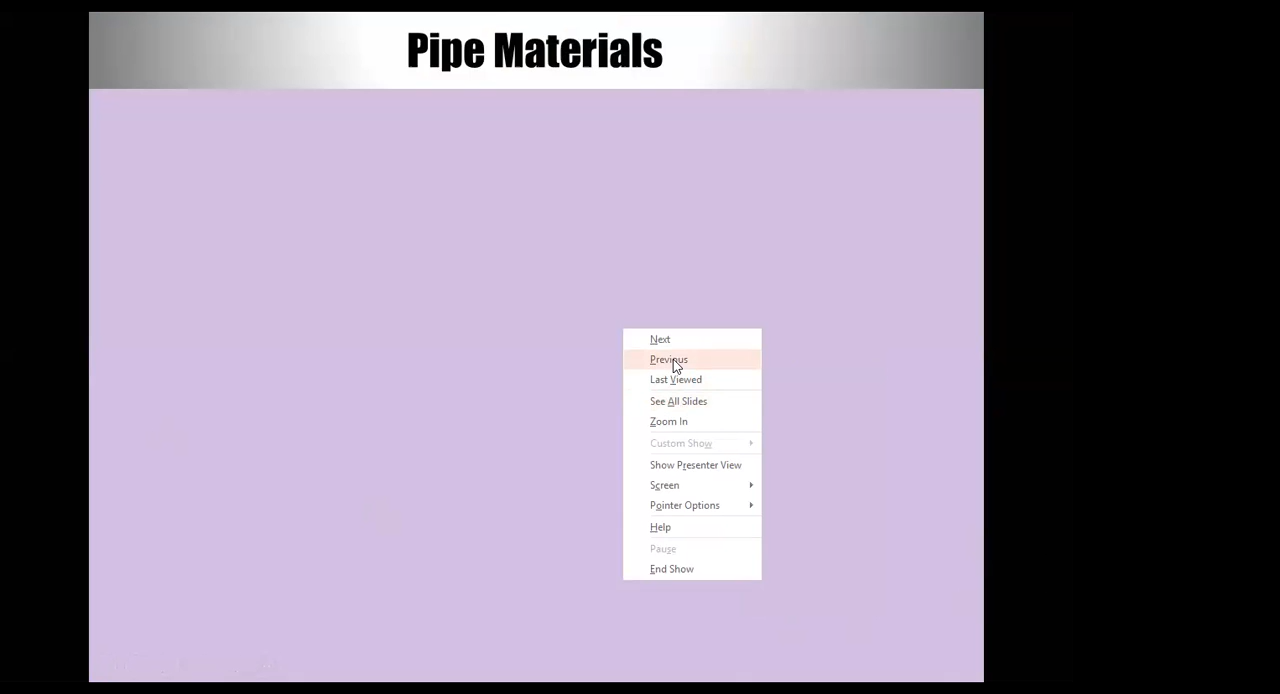 Pipe Materials
Next
Previous
Last Viewed
See All Slides
Zoom In
Custom Show
Show Presenter View
Screen
Pointer Options
Help
Pause
End Show